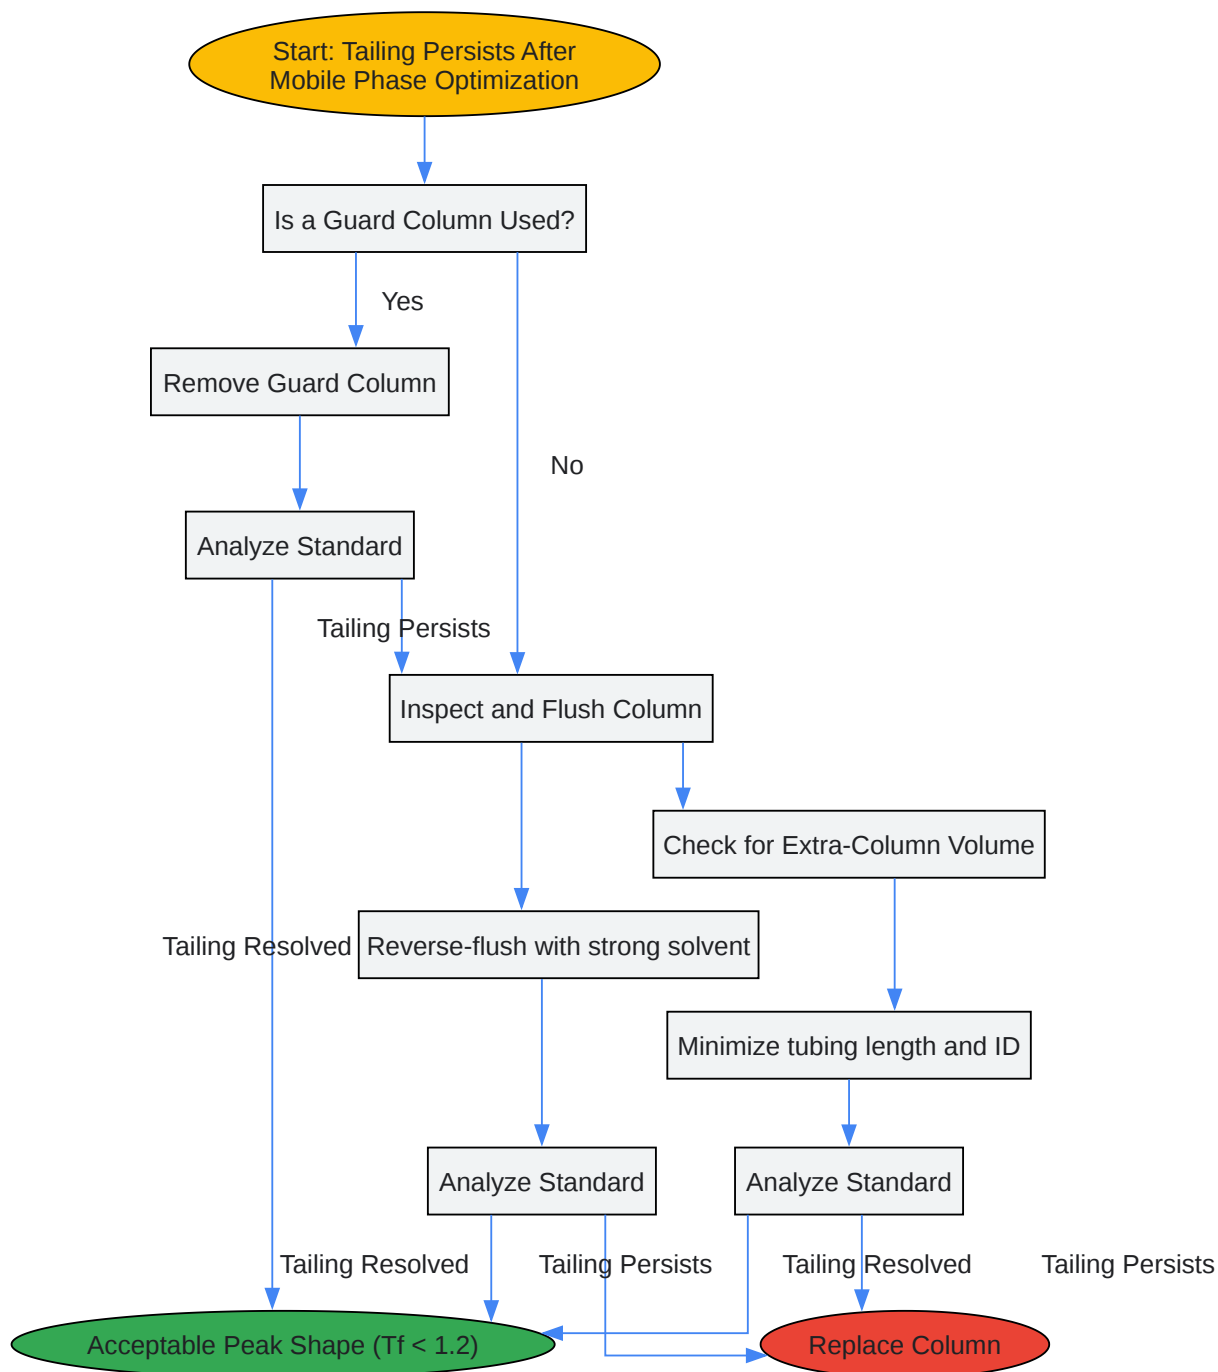 Start: Tailing Persists After
Mobile Phase Optimization
Is a Guard Column Used?
Yes
Remove Guard Column
No
Analyze Standard
Tailing Persists
Inspect and Flush Column
Check for Extra-Column Volume
Tailing Resolved
Reverse-flush with strong solvent
Minimize tubing length and ID
Analyze Standard
Analyze Standard
Tailing Resolved
Tailing Persists
Tailing Resolved
Tailing Persists
Acceptable Peak Shape (Tf < 1.2)
Replace Column